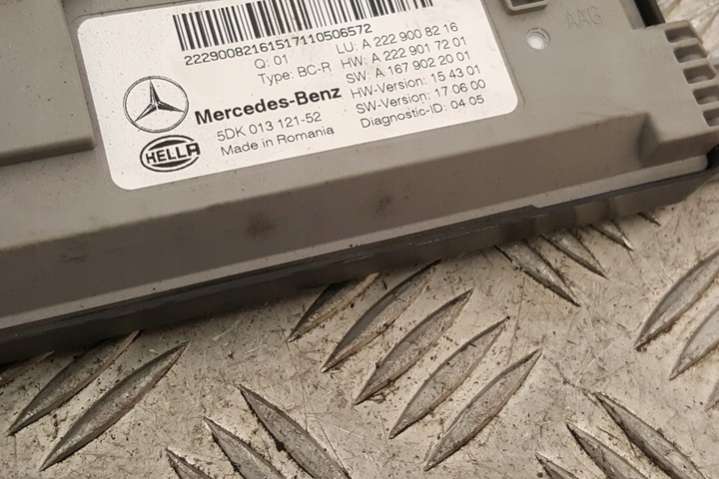 22290082161517110506572
Q: 01
LU: A 222 900 82 16
Type: BC-R
HW: A 222 901 72 01
SW: A 167 902 20 01
Mercedes-Benz
HW-Version: 15 43 01
SW-Version: 17 06 00
5DK 013 121-52
Diagnostic-ID: 04 05
HELLA
Made in Romania
AAG